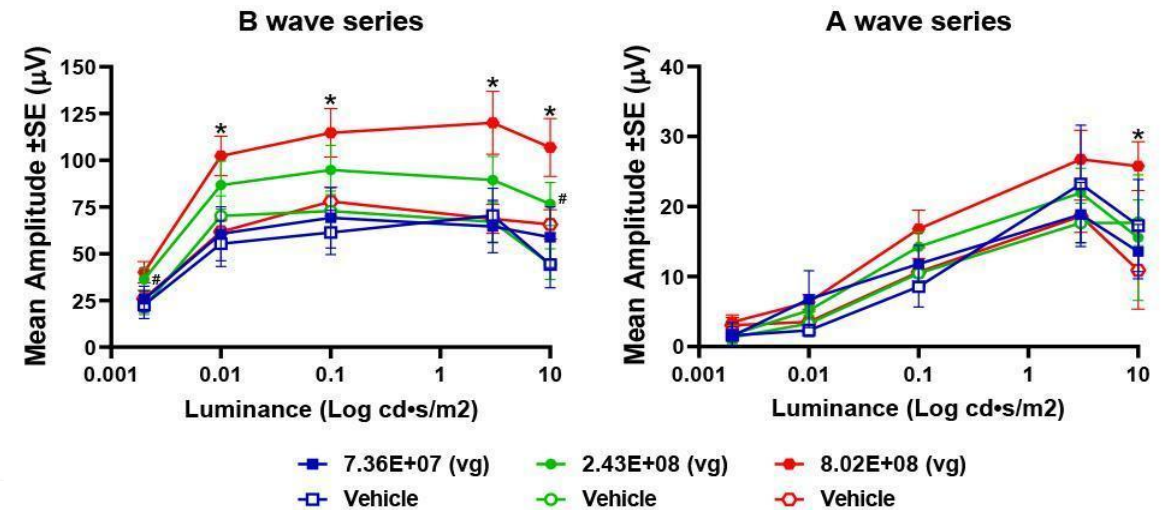 B wave series
A wave series
Mean Amplitude ±SE (µV)
150
125
100
75
50
25
0
*
*
*
*
#
#
0.001
0.01
0.1
1
10
Luminance (Log cd•s/m2)
Mean Amplitude ±SE (µV)
40
30
20
10
0
*
0.001
0.01
0.1
1
10
Luminance (Log cd•s/m2)
7.36E+07 (vg)
2.43E+08 (vg)
8.02E+08 (vg)
Vehicle
Vehicle
Vehicle